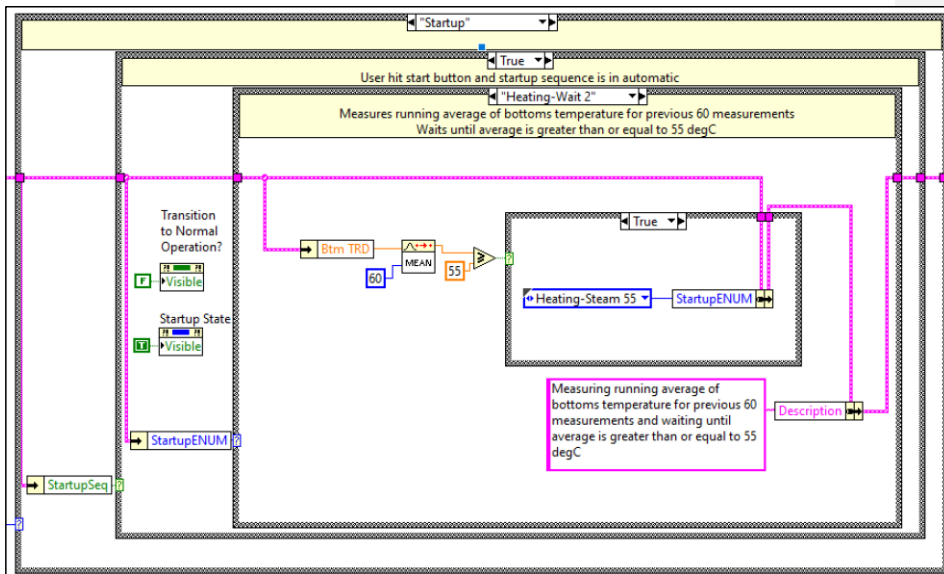 "Startup"
True
User hit start button and startup sequence is in automatic
"Heating-Wait 2"
Measures running average of bottoms temperature for previous 60 measurements
Waits until average is greater than or equal to 55 degC
Transition
to Normal
Operation?
F
Visible
Startup State
T
Visible
Btm TRD
MEAN
60
55
?
True
Heating-Steam 55
StartupENUM
Measuring running average of
bottoms temperature for previous 60
measurements and waiting until
average is greater than or equal to 55
degC
Description
StartupENUM
?
StartupSeq
?
?